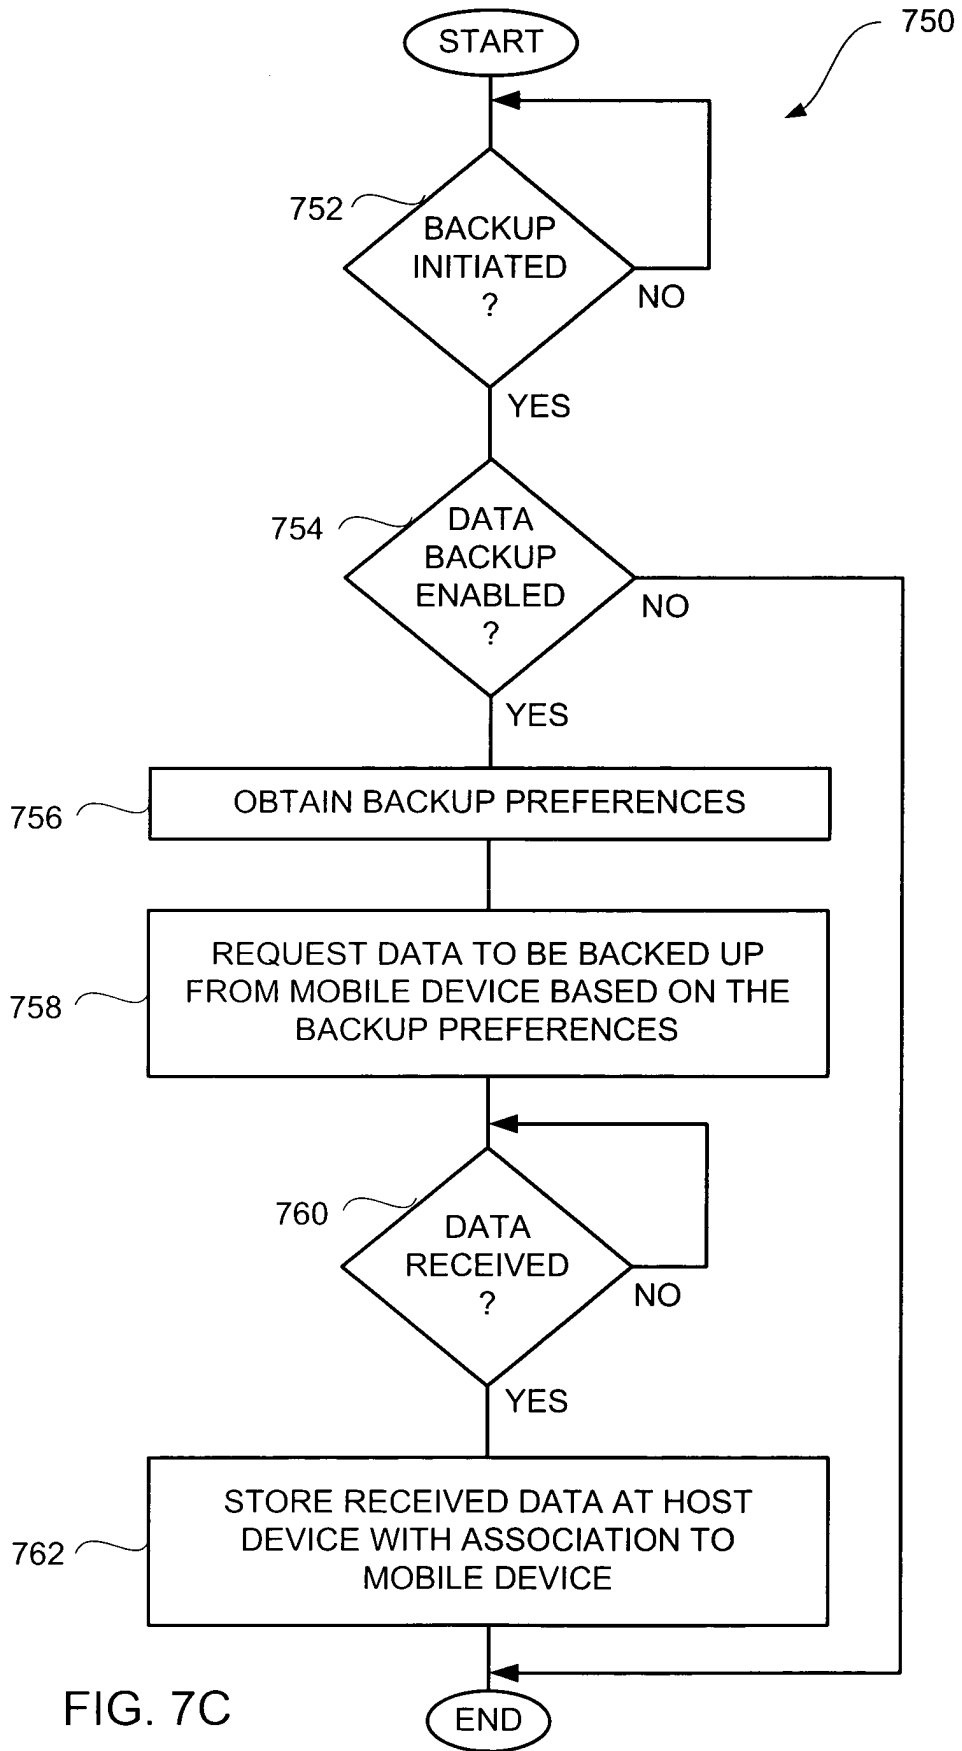 START
750
752
BACKUP
INITIATED
?
NO
YES
754
DATA
BACKUP
ENABLED
?
NO
YES
756
OBTAIN BACKUP PREFERENCES
758
REQUEST DATA TO BE BACKED UP
FROM MOBILE DEVICE BASED ON THE
BACKUP PREFERENCES
760
DATA
RECEIVED
?
NO
YES
762
STORE RECEIVED DATA AT HOST
DEVICE WITH ASSOCIATION TO
MOBILE DEVICE
FIG. 7C
END